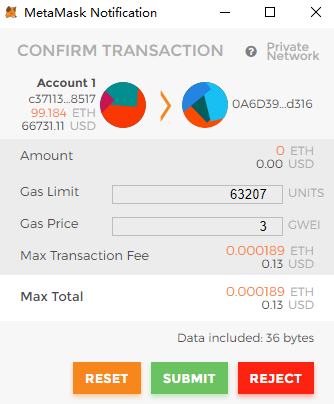 MetaMask Notification
CONFIRM TRANSACTION
? Private Network
Account 1
c37113...8517
99.184 ETH
66731.11 USD
0A6D39...d316
Amount 0 ETH
0.00 USD
Gas Limit 63207 UNITS
Gas Price 3 GWEI
Max Transaction Fee 0.000189 ETH
0.13 USD
Max Total 0.000189 ETH
0.13 USD
Data included: 36 bytes
RESET SUBMIT REJECT